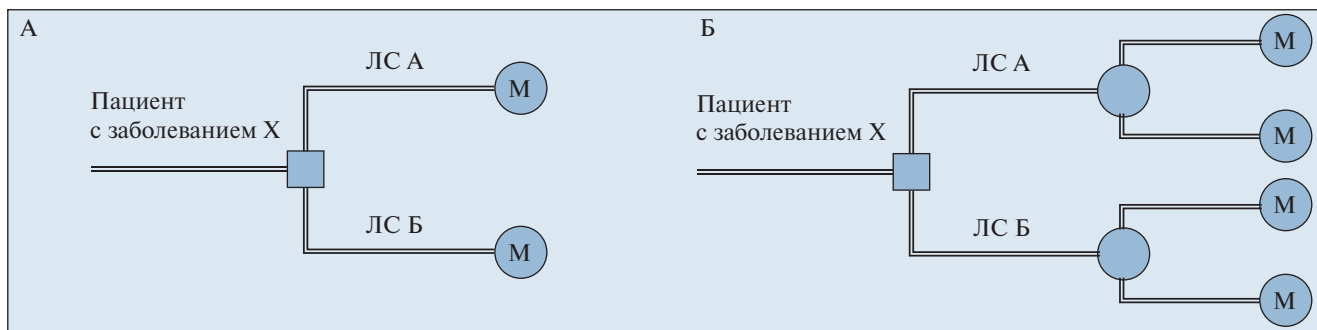 А
ЛС А
М
Пациент
с заболеванием X
ЛС Б
М
Б
М
ЛС А
Пациент
с заболеванием X
М
М
ЛС Б
М